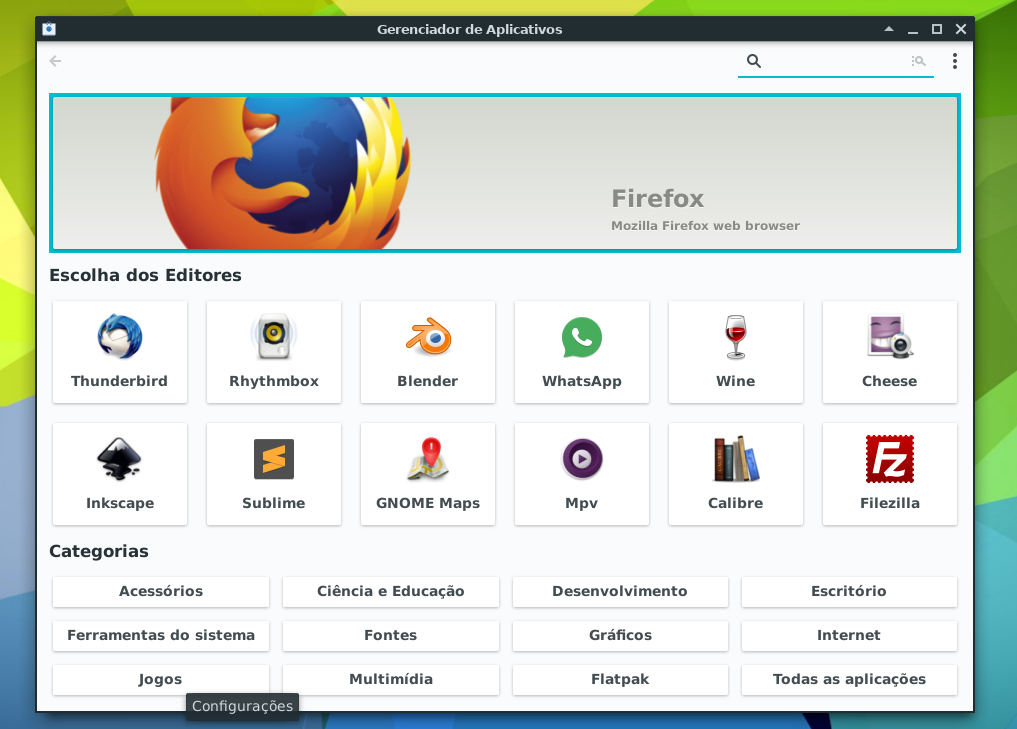 Gerenciador de Aplicativos
Firefox
Mozilla Firefox web browser
Escolha dos Editores
Thunderbird
Rhythmbox
Blender
WhatsApp
Wine
Cheese
Inkscape
Sublime
GNOME Maps
Mpv
Calibre
Filezilla
Categorias
Acessórios
Ciência e Educação
Desenvolvimento
Escritório
Ferramentas do sistema
Fontes
Gráficos
Internet
Jogos
Multimídia
Flatpak
Todas as aplicações
Configurações